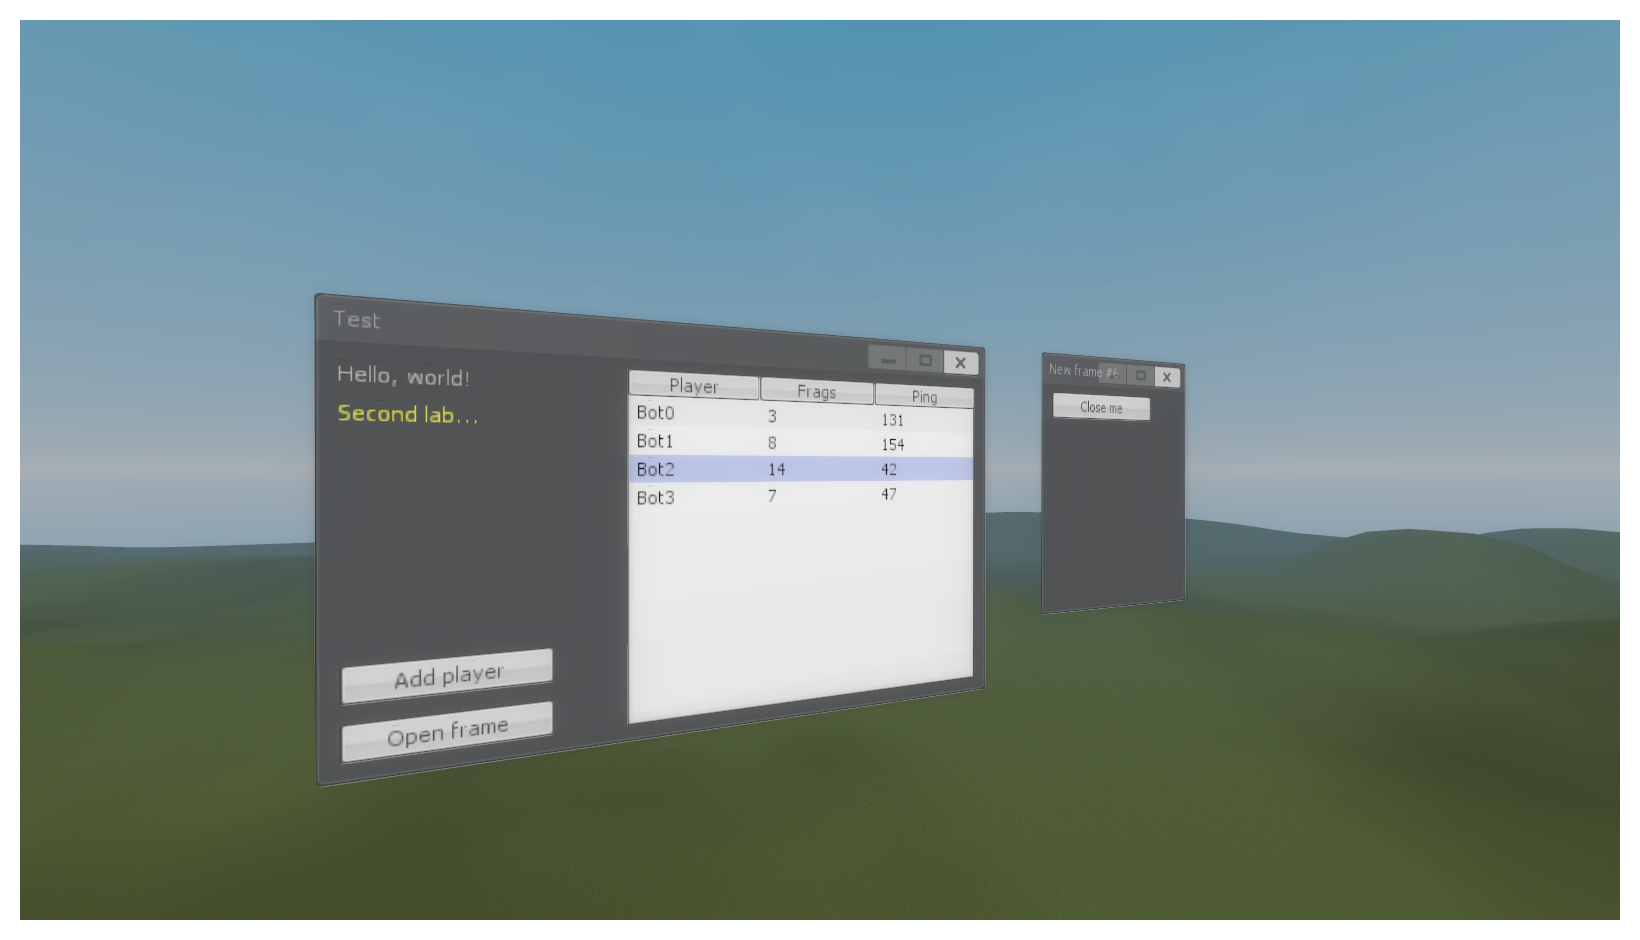 Test
Hello, world!
Second lab...
Player Frags Ping
Bot0 3 131
Bot1 8 154
Bot2 14 42
Bot3 7 47
Add player
Open frame
New frame #6
Close me